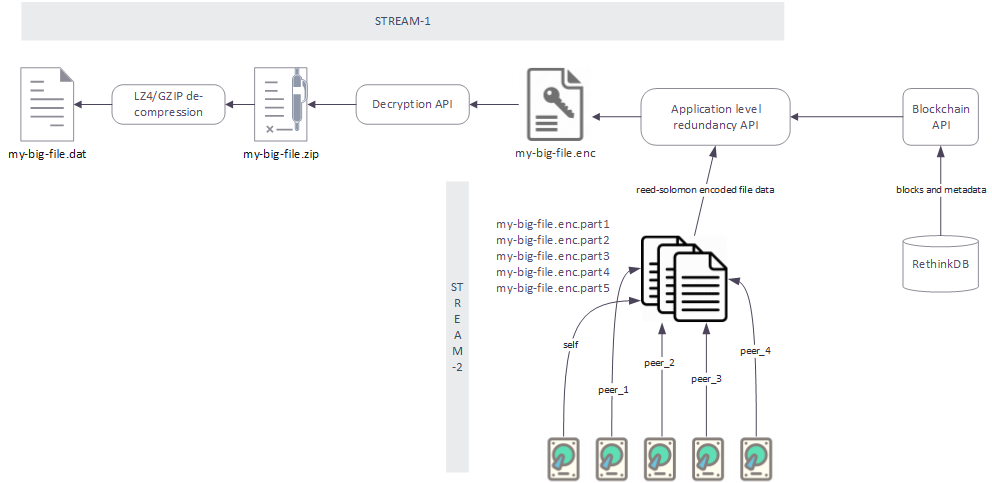 STREAM-1
LZ4/GZIP de-
compression
Decryption API
Application level
redundancy API
Blockchain
API
my-big-file.dat
my-big-file.zip
my-big-file.enc
reed-solomon encoded file data
blocks and metadata
my-big-file.enc.part1
my-big-file.enc.part2
my-big-file.enc.part3
my-big-file.enc.part4
my-big-file.enc.part5
RethinkDB
ST
R
E
A
M
-2
self
peer_1
peer_2
peer_3
peer_4